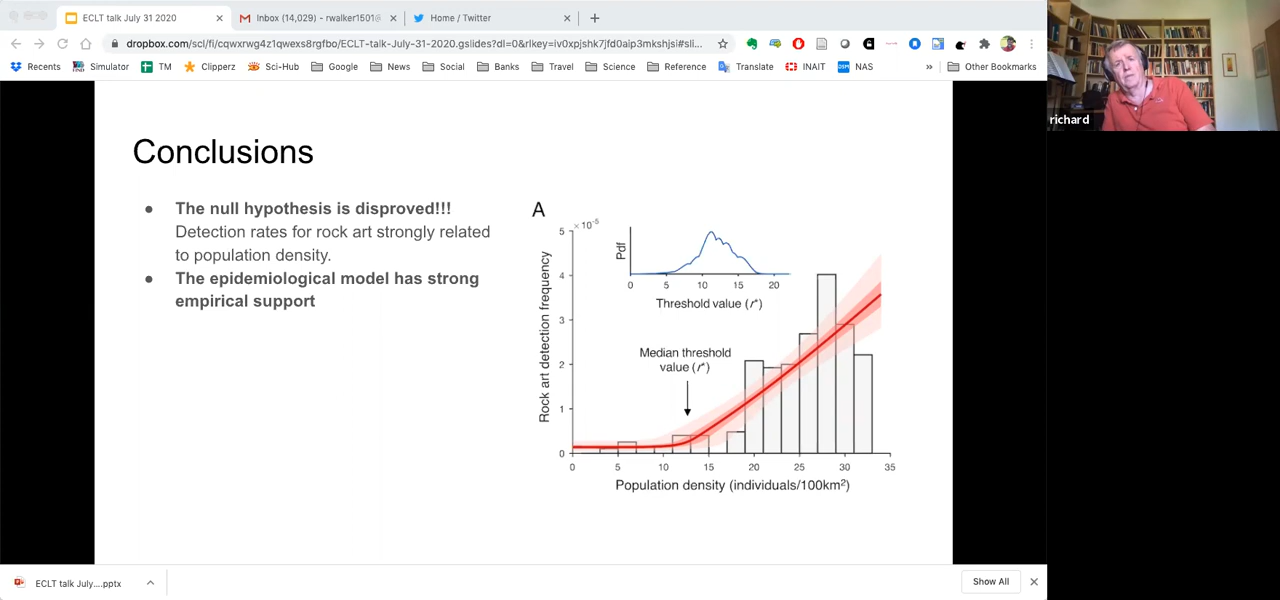 ECLT talk July 31 2020
Inbox (14,029) - rwalker1501@
Home / Twitter
dropbox.com/scl/fi/cqwxrwg4z1qwexs8rgfbo/ECLT-talk-July-31-2020.gslides?dl=0&rlkey=iv0xpjshk7jfd0aip3mkshjsi#sli...
Recents Simulator TM Clipperz Sci-Hub Google News Social Banks Travel Science Reference Translate INAIT NAS » Other Bookmarks
richard
Conclusions
● The null hypothesis is disproved!!!
Detection rates for rock art strongly related
to population density.
● The epidemiological model has strong
empirical support
A
×10⁻⁵
Rock art detection frequency
5
4
3
2
1
0
Pdf
0 5 10 15 20
Threshold value (r*)
Median threshold
value (r*)
0 5 10 15 20 25 30 35
Population density (individuals/100km²)
ECLT talk July....pptx
Show All